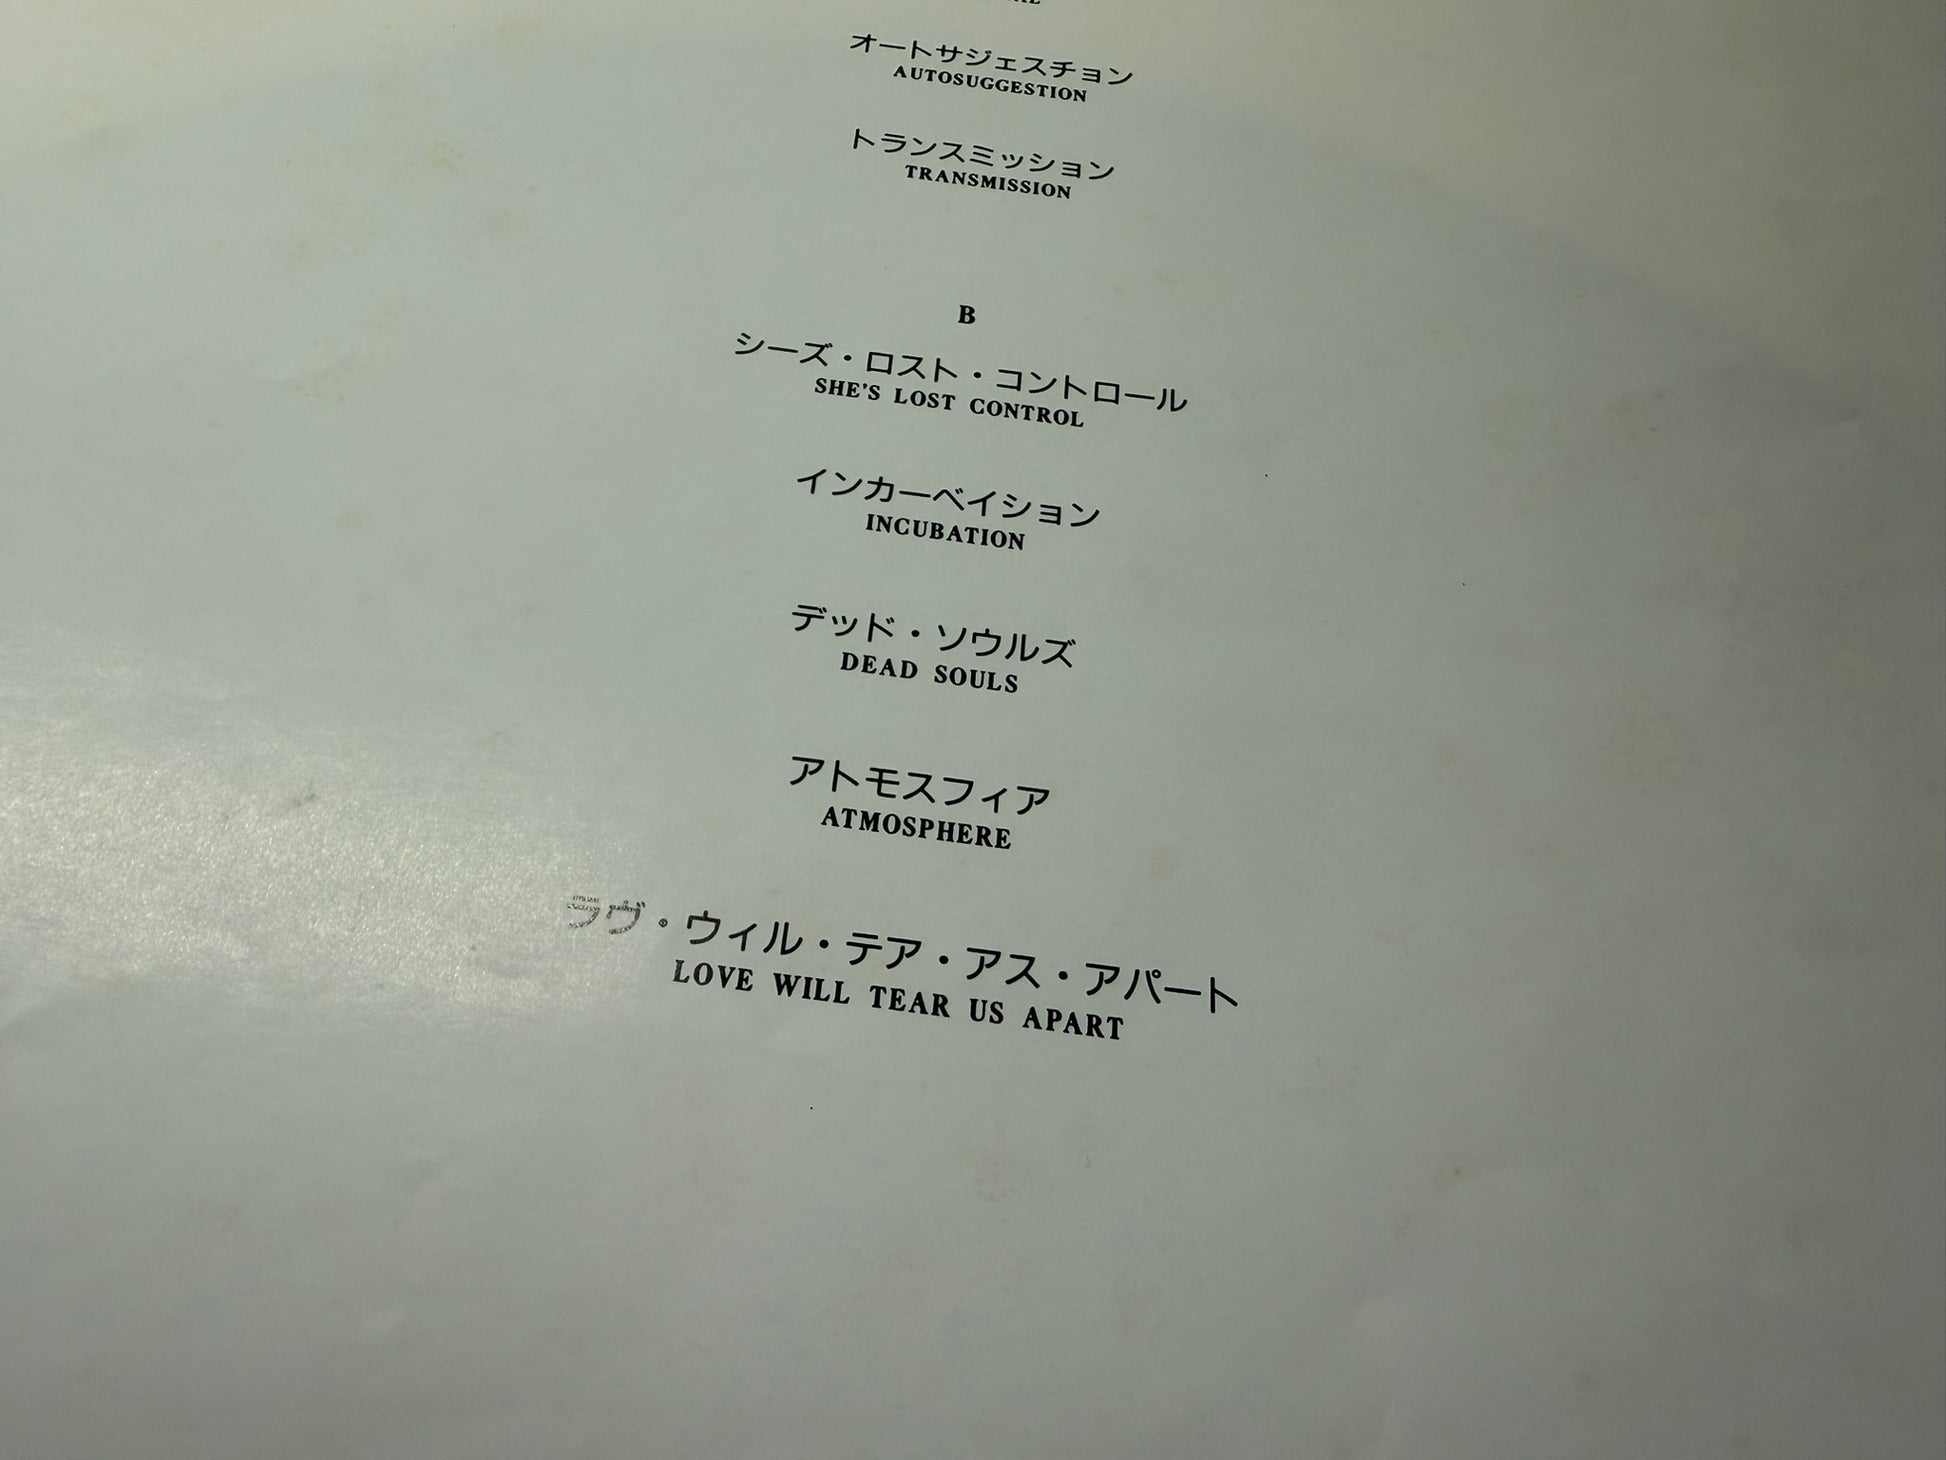 オートサジェスチョン
AUTOSUGGESTION
トランスミッション
TRANSMISSION
B
シーズ・ロスト・コントロール
SHE'S LOST CONTROL
インカーベイション
INCUBATION
デッド・ソウルズ
DEAD SOULS
アトモスフィア
ATMOSPHERE
ラヴ・ウィル・テア・アス・アパート
LOVE WILL TEAR US APART